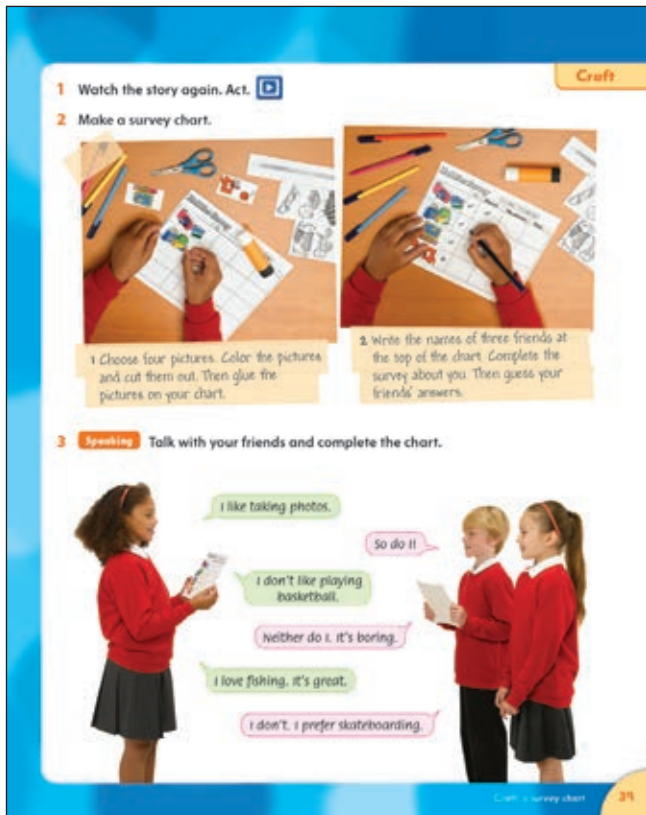 Craft
1 Watch the story again. Act.
2 Make a survey chart.
1 Choose four pictures. Color the pictures
and cut them out. Then glue the
pictures on your chart.
2 Write the names of three friends at
the top of the chart. Complete the
survey about you. Then guess your
friends' answers.
3 Speaking Talk with your friends and complete the chart.
I like taking photos.
So do I!
I don't like playing
basketball.
Neither do I. It's boring.
I love fishing. It's great.
I don't. I prefer skateboarding.
Craft: a survey chart 39